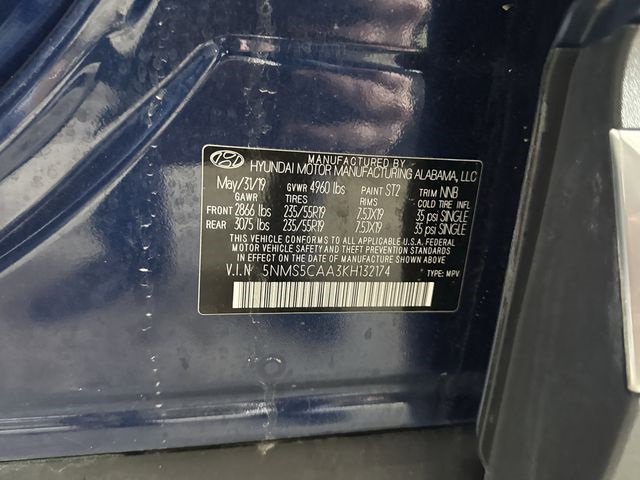 MANUFACTURED BY
HYUNDAI MOTOR MANUFACTURING ALABAMA, LLC
May/31/19 GVWR 4960 lbs PAINT ST2 TRIM NNB
GAWR TIRES RIMS COLD TIRE INFL
FRONT 2866 lbs 235/55R19 7.5JX19 35 psi SINGLE
REAR 3075 lbs 235/55R19 7.5JX19 35 psi SINGLE
THIS VEHICLE CONFORMS TO ALL APPLICABLE U.S.FEDERAL
MOTOR VEHICLE SAFETY AND THEFT PREVENTION STANDARDS
IN EFFECT ON THE DATE OF MANUFACTURE SHOWN ABOVE.
V.I.N 5NMS5CAA3KH132174 TYPE: MPV